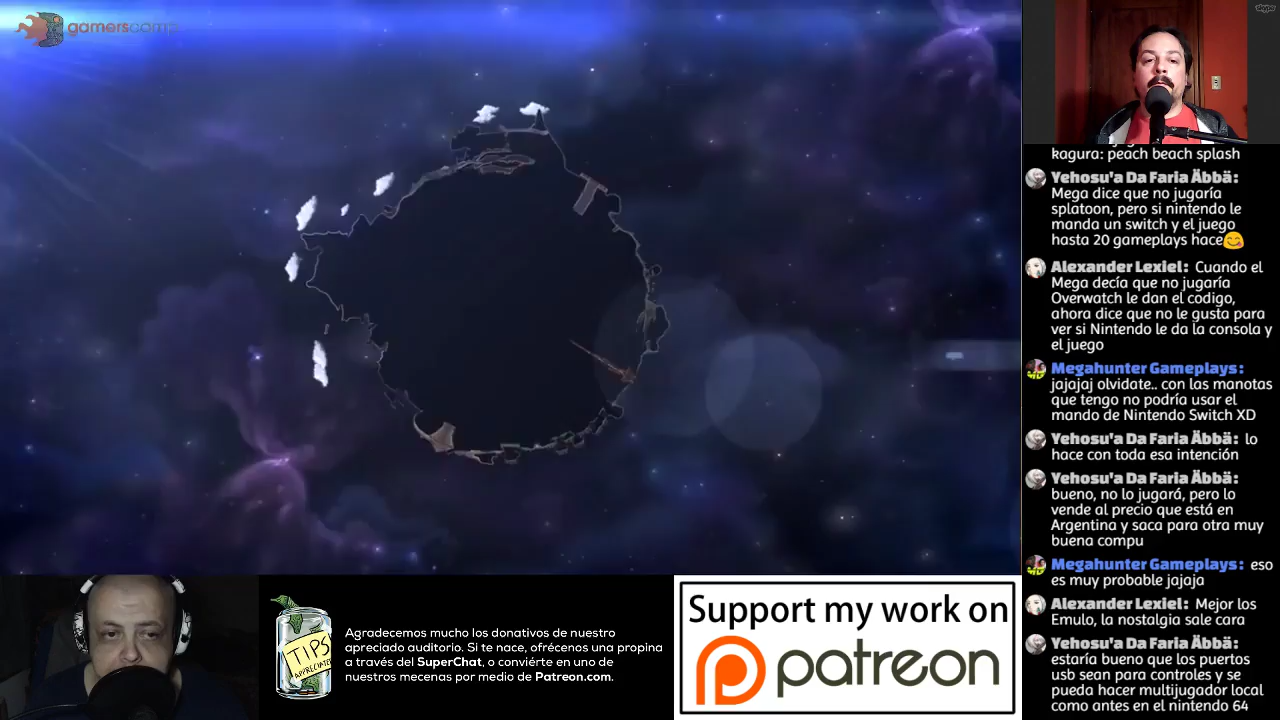 gamerscamp
skype
kagura: peach beach splash
Yehosu'a Da Faria Äbbä:
Mega dice que no jugaría
splatoon, pero si nintendo le
manda un switch y el juego
hasta 20 gameplays hace😋
Alexander Lexiel: Cuando el
Mega decía que no jugaría
Overwatch le dan el codigo,
ahora dice que no le gusta para
ver si Nintendo le da la consola y
el juego
Megahunter Gameplays:
jajajaj olvidate.. con las manotas
que tengo no podría usar el
mando de Nintendo Switch XD
Yehosu'a Da Faria Äbbä: lo
hace con toda esa intención
Yehosu'a Da Faria Äbbä:
bueno, no lo jugará, pero lo
vende al precio que está en
Argentina y saca para otra muy
buena compu
Megahunter Gameplays: eso
es muy probable jajaja
Alexander Lexiel: Mejor los
Emulo, la nostalgia sale cara
Yehosu'a Da Faria Äbbä:
estaría bueno que los puertos
usb sean para controles y se
pueda hacer multijugador local
como antes en el nintendo 64
TIPS
APPRECIATED
Agradecemos mucho los donativos de nuestro
apreciado auditorio. Si te nace, ofrécenos una propina
a través del SuperChat, o conviérte en uno de
nuestros mecenas por medio de Patreon.com.
Support my work on
patreon